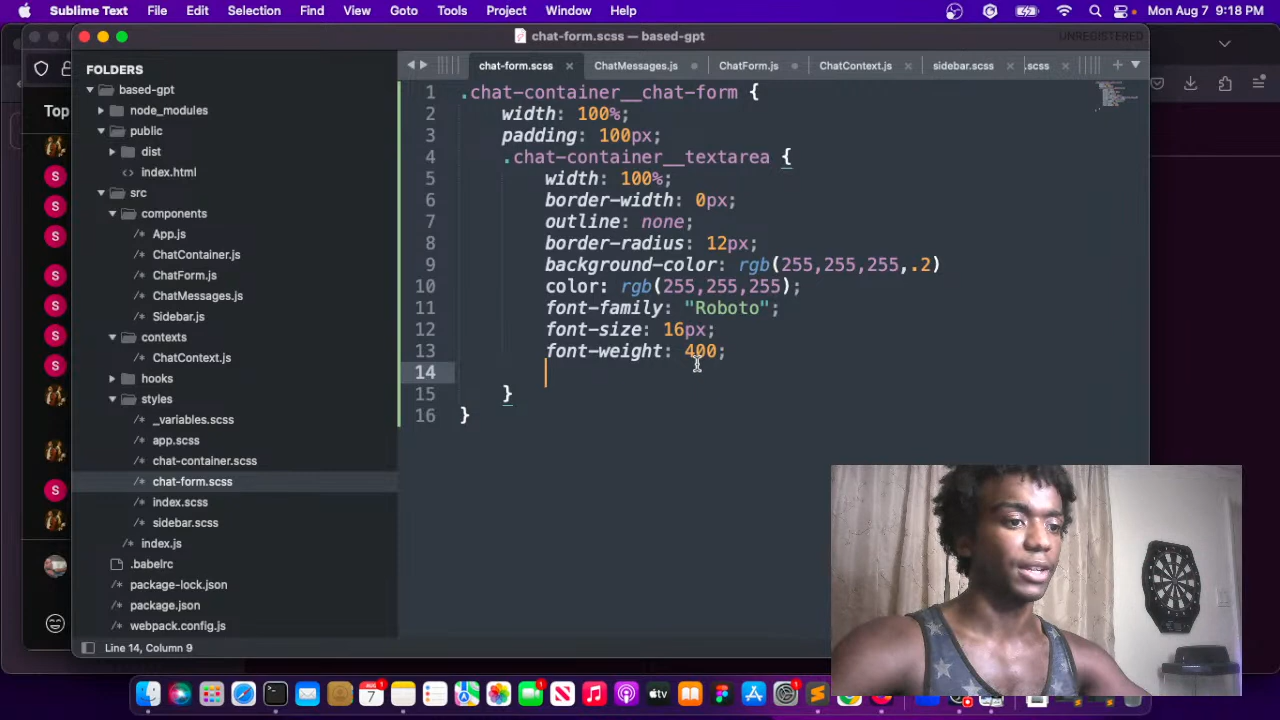 Sublime Text File Edit Selection Find View Goto Tools Project Window Help Mon Aug 7 9:18 PM
chat-form.scss — based-gpt UNREGISTERED
chat-form.scss ChatMessages.js ChatForm.js ChatContext.js sidebar.scss .scss
Top
FOLDERS
based-gpt
node_modules
public
dist
index.html
src
components
App.js
ChatContainer.js
ChatForm.js
ChatMessages.js
Sidebar.js
contexts
ChatContext.js
hooks
styles
_variables.scss
app.scss
chat-container.scss
chat-form.scss
index.scss
sidebar.scss
index.js
.babelrc
package-lock.json
package.json
webpack.config.js
S
S
S
S
S
S
S
S
1 .chat-container__chat-form {
2 width: 100%;
3 padding: 100px;
4 .chat-container__textarea {
5 width: 100%;
6 border-width: 0px;
7 outline: none;
8 border-radius: 12px;
9 background-color: rgb(255,255,255,.2)
10 color: rgb(255,255,255);
11 font-family: "Roboto";
12 font-size: 16px;
13 font-weight: 400;
14
15 }
16 }
Line 14, Column 9
7
tv